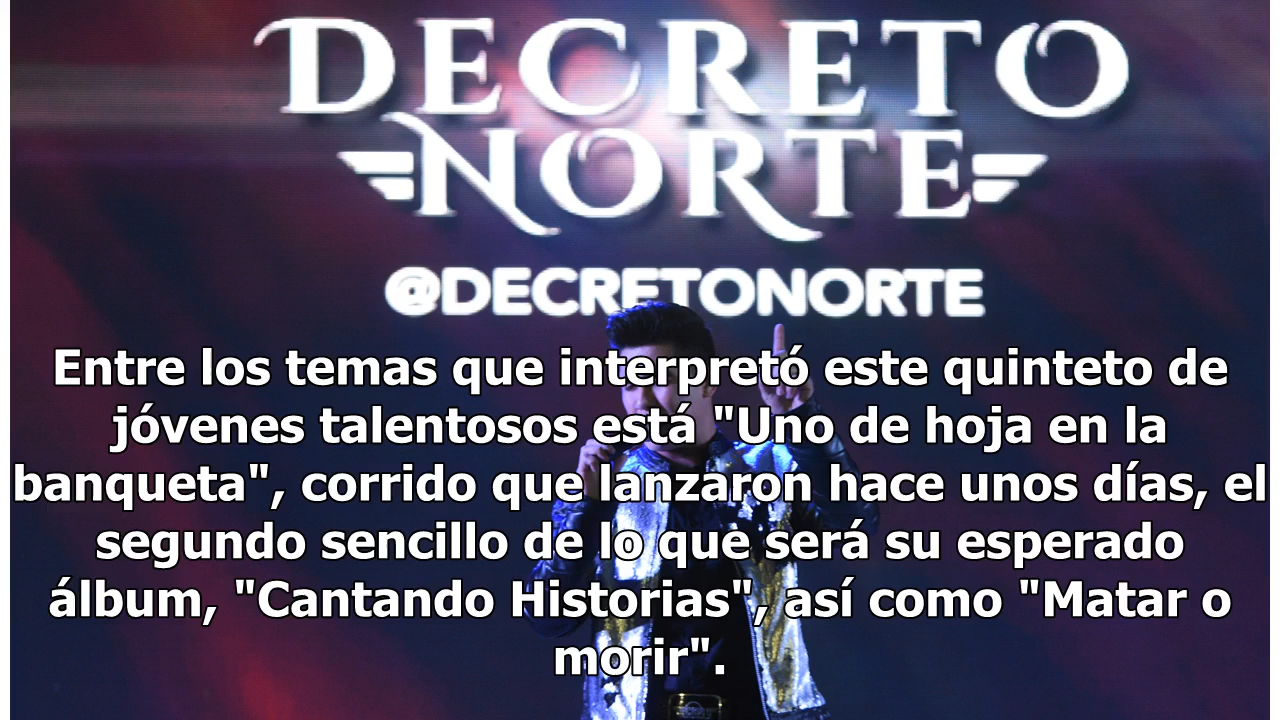 DECRETO
NORTE
@DECRETONORTE
Entre los temas que interpretó este quinteto de
jóvenes talentosos está "Uno de hoja en la
banqueta", corrido que lanzaron hace unos días, el
segundo sencillo de lo que será su esperado
álbum, "Cantando Historias", así como "Matar o
morir".